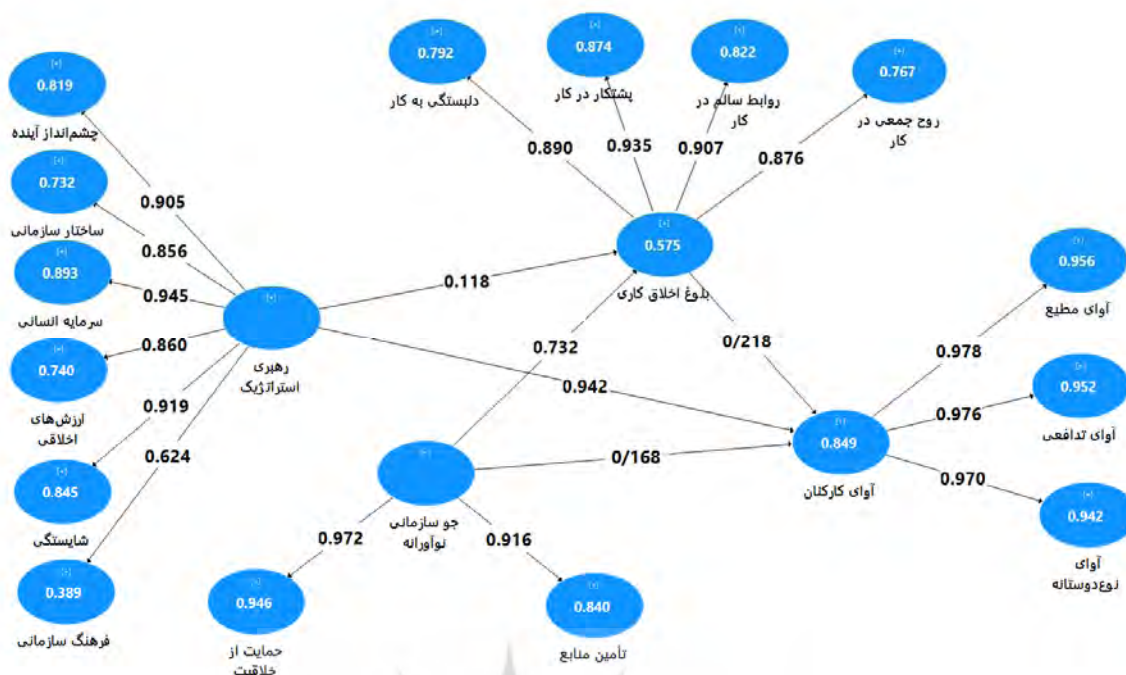 [+]
0.792
دلبستگی به کار
[+]
0.874
پشتکار در کار
[+]
0.822
روابط سالم در
کار
[+]
0.767
روح جمعی در
کار
[+]
0.819
چشم‌انداز آینده
[+]
0.732
ساختار سازمانی
[+]
0.893
سرمایه انسانی
[+]
0.740
ارزش‌های
اخلاقی
[+]
0.845
شایستگی
[+]
0.389
فرهنگ سازمانی
0.905
0.856
0.945
0.860
0.919
0.624
[+]
رهبری
استراتژیک
0.890
0.935
0.907
0.876
[+]
0.575
بلوغ اخلاق کاری
0.118
0.732
0/218
0.942
0/168
[+]
جو سازمانی
نوآورانه
0.972
0.916
[+]
0.946
حمایت از
خلاقیت
[+]
0.840
تأمین منابع
[+]
0.849
آوای کارکنان
0.978
0.976
0.970
[+]
0.956
آوای مطیع
[+]
0.952
آوای تدافعی
[+]
0.942
آوای
نوع‌دوستانه